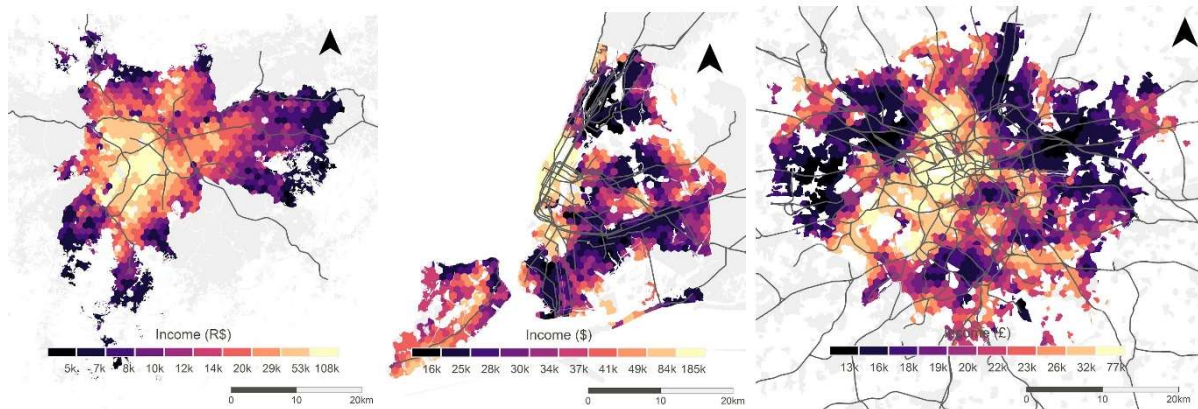 Income (R$)
5k 7k 8k 10k 12k 14k 20k 29k 53k 108k
0 10 20km
Income ($)
16k 25k 28k 30k 34k 37k 41k 49k 84k 185k
0 10 20km
Income (£)
13k 16k 18k 19k 20k 22k 23k 26k 32k 77k
0 10 20km